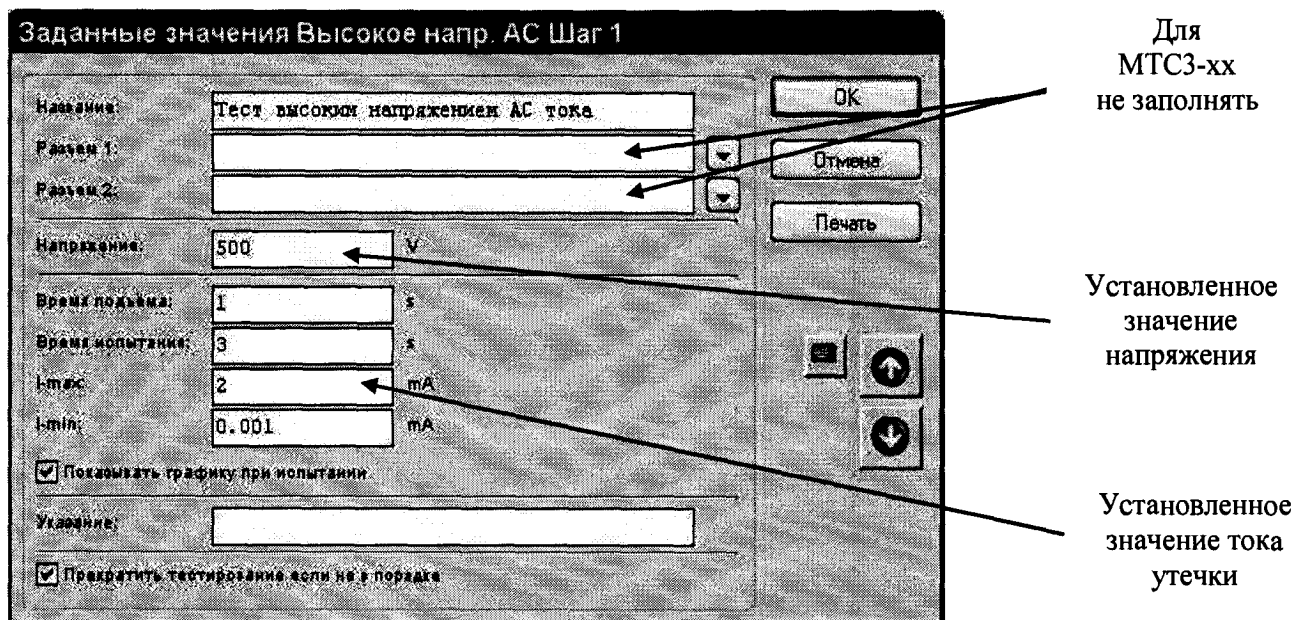 Заданные значения Высокое напр. АС Шаг 1
Название: Тест высоким напряжением АС тока
Разъем 1:
Разъем 2:
Напряжение: 500 V
Время подъема: 1 s
Время испытания: 3 s
I-max: 2 mA
I-min: 0.001 mA
Показывать графику при испытании
Указание:
Прекратить тестирование если не в порядке
OK
Отмена
Печать
Для
МТС3-хх
не заполнять
Установленное
значение
напряжения
Установленное
значение тока
утечки